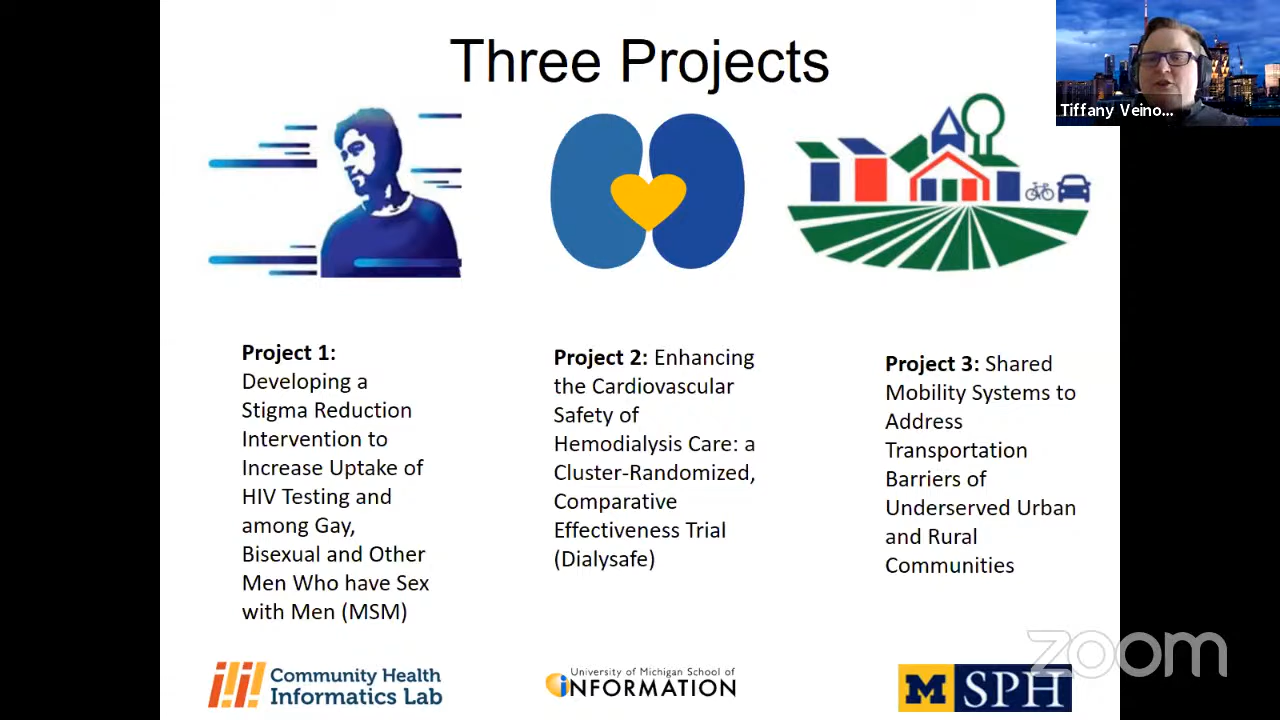 Three Projects
Tiffany Veino...
Project 1:
Developing a
Stigma Reduction
Intervention to
Increase Uptake of
HIV Testing and
among Gay,
Bisexual and Other
Men Who have Sex
with Men (MSM)
Project 2: Enhancing
the Cardiovascular
Safety of
Hemodialysis Care: a
Cluster-Randomized,
Comparative
Effectiveness Trial
(Dialysafe)
Project 3: Shared
Mobility Systems to
Address
Transportation
Barriers of
Underserved Urban
and Rural
Communities
Community Health
Informatics Lab
University of Michigan School of
iNFORMATION
M SPH
zoom